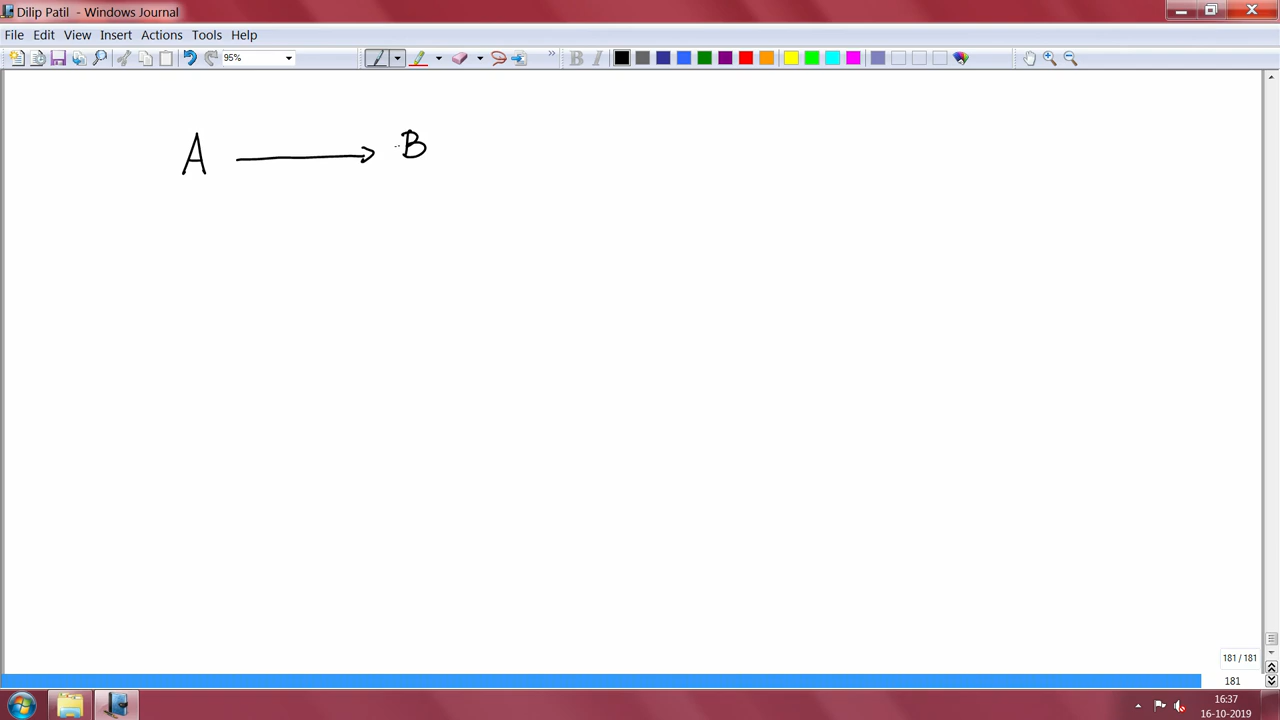 Dilip Patil - Windows Journal
File Edit View Insert Actions Tools Help
95% B I
A → B
181 / 181
181
16:37
16-10-2019